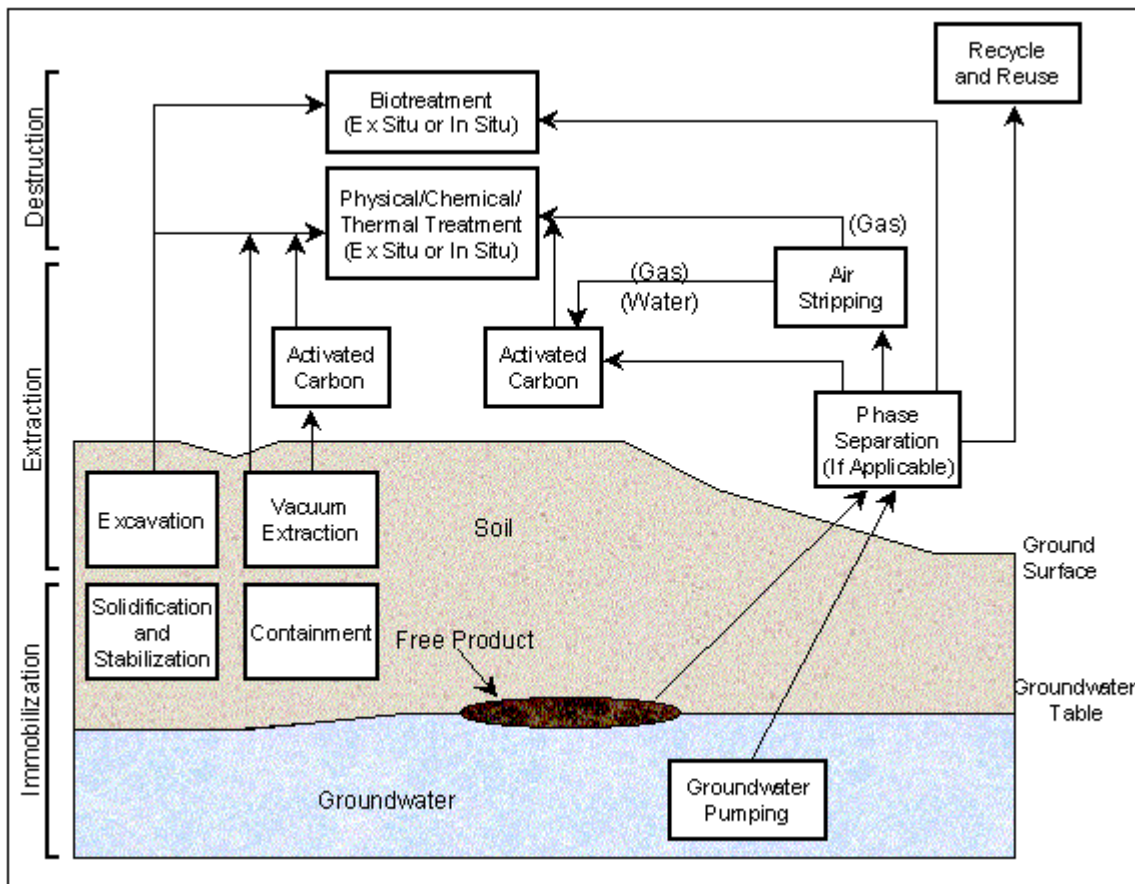 Recycle
and Reuse
Biotreatment
(Ex Situ or In Situ)
Destruction
Physical/Chemical/
Thermal Treatment
(Ex Situ or In Situ)
(Gas)
Air
Stripping
(Gas)
(Water)
Extraction
Activated
Carbon
Activated
Carbon
Phase
Separation
(If Applicable)
Excavation
Vacuum
Extraction
Soil
Ground
Surface
Immobilization
Solidification
and
Stabilization
Containment
Free Product
Groundwater
Table
Groundwater
Groundwater
Pumping